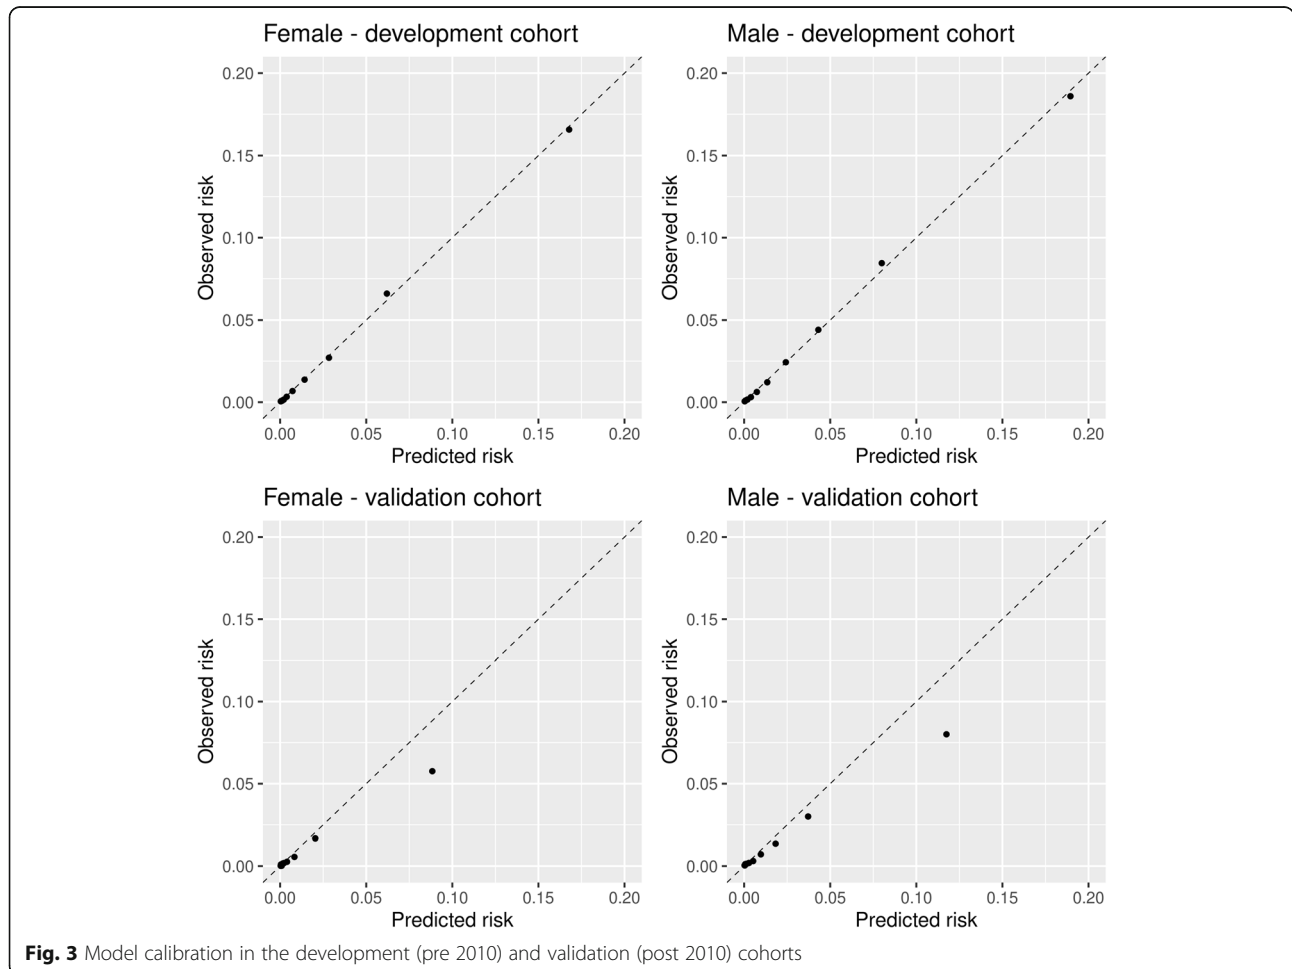 Female - development cohort
0.20
0.15
0.10
0.05
0.00
Observed risk
0.00 0.05 0.10 0.15 0.20
Predicted risk
Male - development cohort
0.20
0.15
0.10
0.05
0.00
Observed risk
0.00 0.05 0.10 0.15 0.20
Predicted risk
Female - validation cohort
0.20
0.15
0.10
0.05
0.00
Observed risk
0.00 0.05 0.10 0.15 0.20
Predicted risk
Male - validation cohort
0.20
0.15
0.10
0.05
0.00
Observed risk
0.00 0.05 0.10 0.15 0.20
Predicted risk
Fig. 3 Model calibration in the development (pre 2010) and validation (post 2010) cohorts